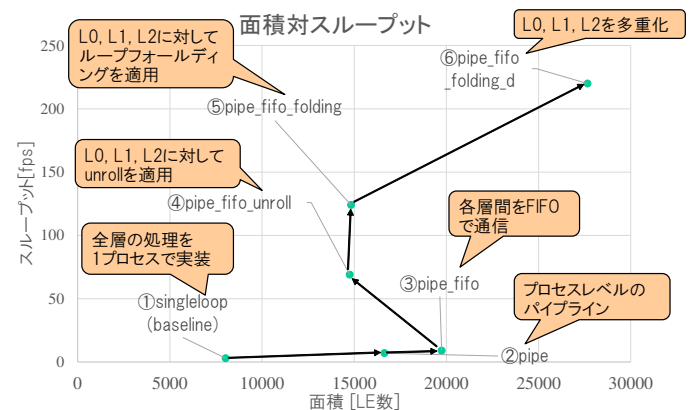 面積対スループット
L0, L1, L2に対して
ループフォールディ
ングを適用
L0, L1, L2を多重化
⑥pipe_fifo
_folding_d
⑤pipe_fifo_folding
L0, L1, L2に対して
unrollを適用
④pipe_fifo_unroll
各層間をFIFO
で通信
全層の処理を
1プロセスで実装
③pipe_fifo
プロセスレベルの
パイプライン
①singleloop
(baseline)
②pipe
スループット[fps]
250
200
150
100
50
0
0
5000
10000
15000
20000
25000
30000
面積 [LE数]